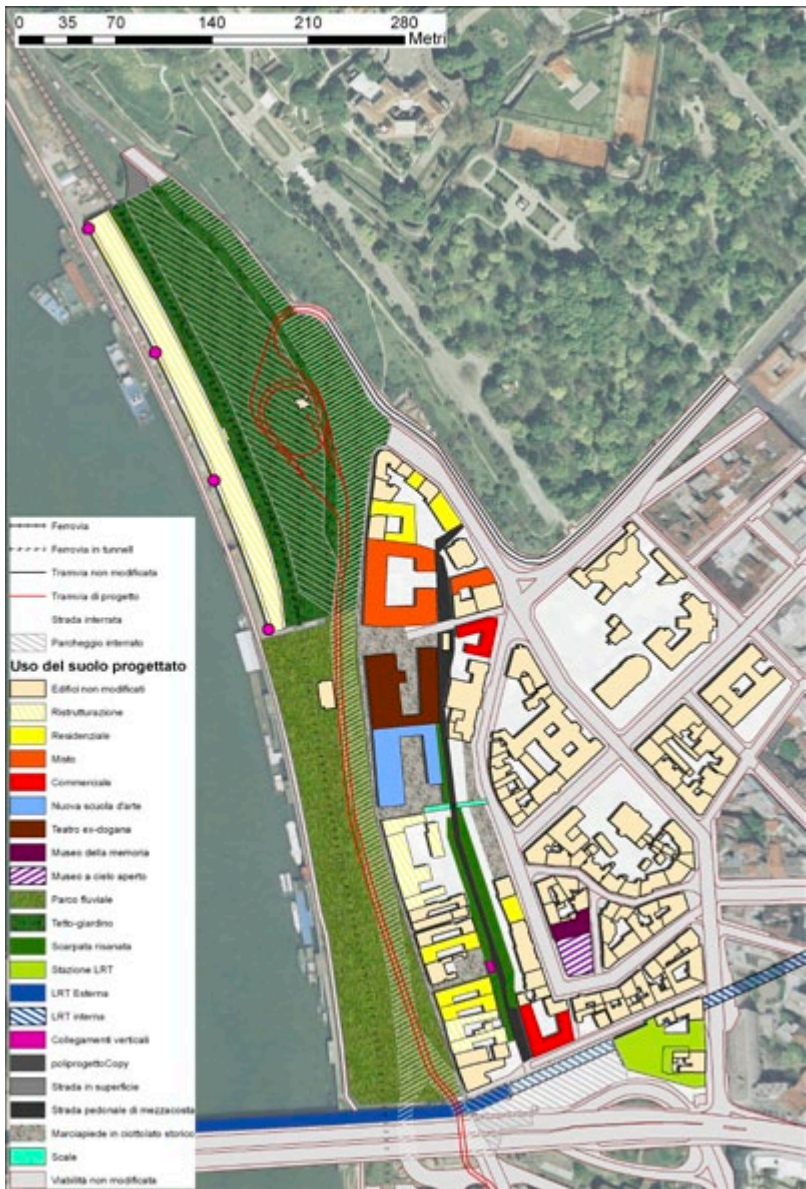 0 35 70 140 210 280
Metri
Ferrovia
Ferrovia in tunnell
Tramvia non modificata
Tramvia di progetto
Strada interrata
Parcheggio interrato
Uso del suolo progettato
Edifici non modificati
Ristrutturazione
Residenziale
Misto
Commerciale
Nuova scuola d'arte
Teatro ex-dogana
Museo della memoria
Museo a cielo aperto
Parco fluviale
Tetto-giardino
Scarpata risanata
Stazione LRT
LRT Esterna
LRT interna
Collegamenti verticali
poliprogettoCopy
Strada in superficie
Strada pedonale di mezzacosta
Marciapiede in ciottolato storico
Scale
Viabilità non modificata